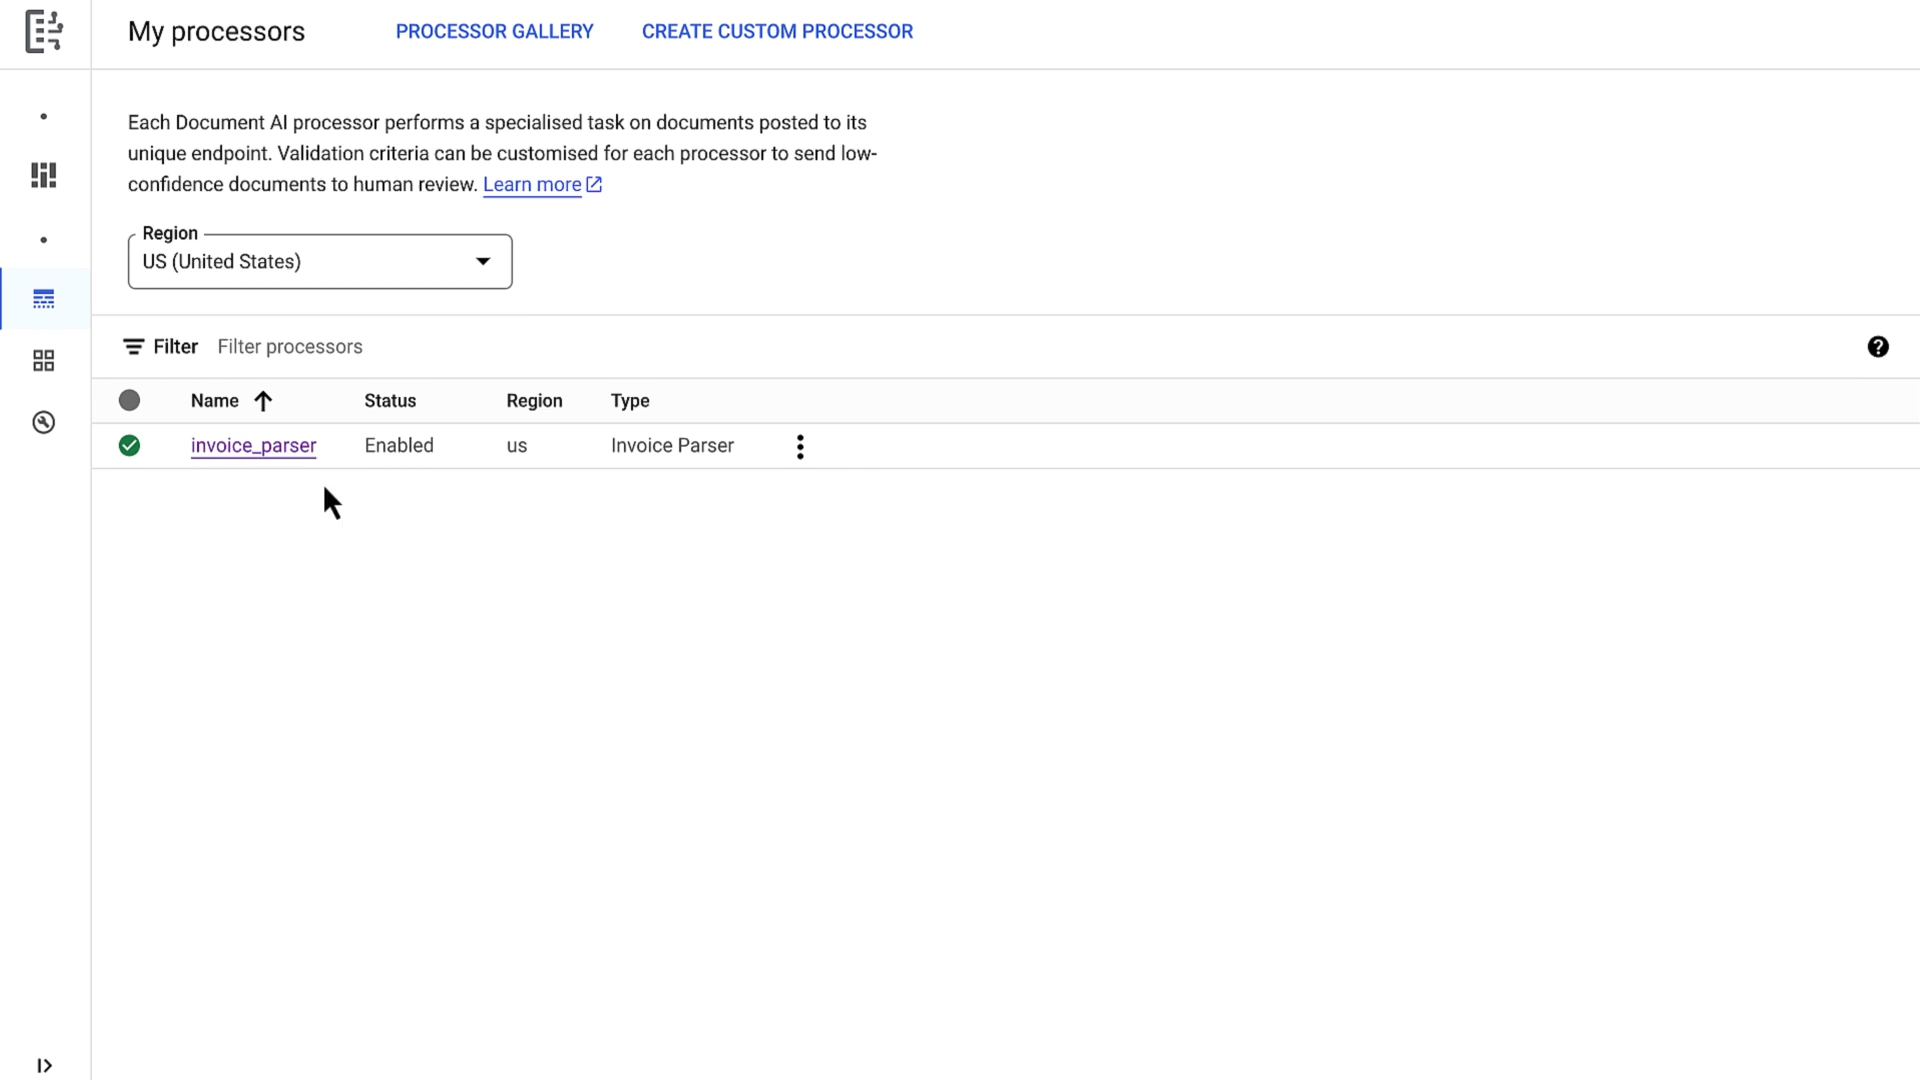 My processors PROCESSOR GALLERY CREATE CUSTOM PROCESSOR
Each Document AI processor performs a specialised task on documents posted to its
unique endpoint. Validation criteria can be customised for each processor to send low-
confidence documents to human review. Learn more
Region
US (United States)
Filter Filter processors
Name Status Region Type
invoice_parser Enabled us Invoice Parser